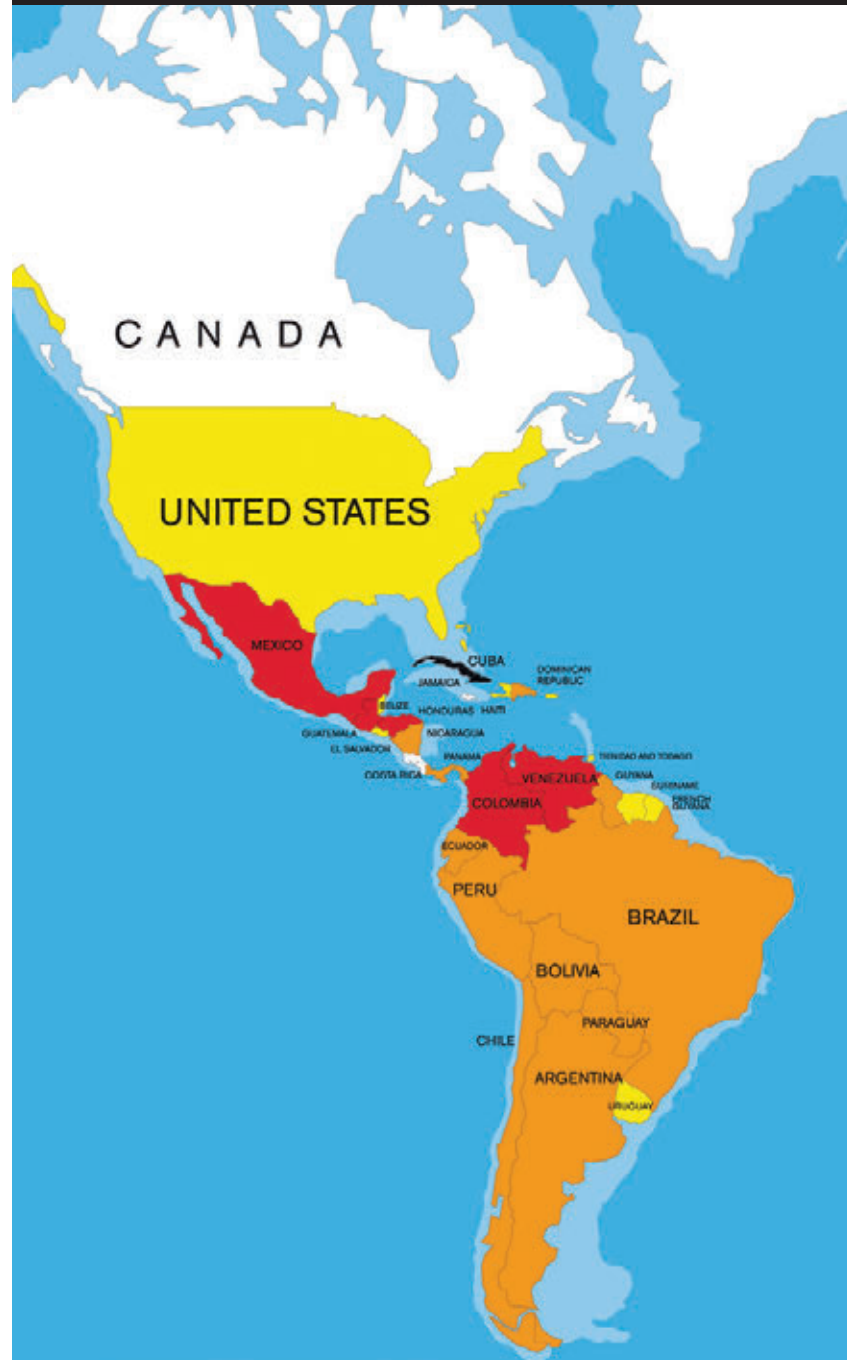 CANADA
UNITED STATES
MEXICO
CUBA
DOMINICAN
REPUBLIC
JAMAICA
BELIZE
HONDURAS
HAITI
GUATEMALA
NICARAGUA
EL SALVADOR
PANAMA
TRINIDAD AND TOBAGO
COSTA RICA
VENEZUELA
GUYANA
SURINAME
COLOMBIA
FRENCH
GUYANA
ECUADOR
PERU
BRAZIL
BOLIVIA
PARAGUAY
CHILE
ARGENTINA
URUGUAY